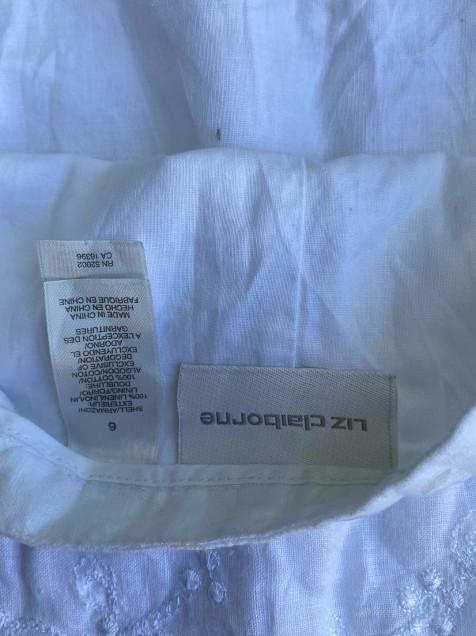 Liz claiborne
6
SHELL/ARMAZON/
EXTERIEUR:
100% LINEN/LINO/LIN
LINING/FORRO/
DOUBLURE:
100% COTTON/
ALGODON/COTON
EXCLUSIVE OF
DECORATION/
EXCLUYENDO EL
ADORNO/
A L'EXCEPTION DES
GARNITURES
MADE IN CHINA
HECHO EN CHINA
FABRIQUE EN CHINE
RN 52002
CA 16396